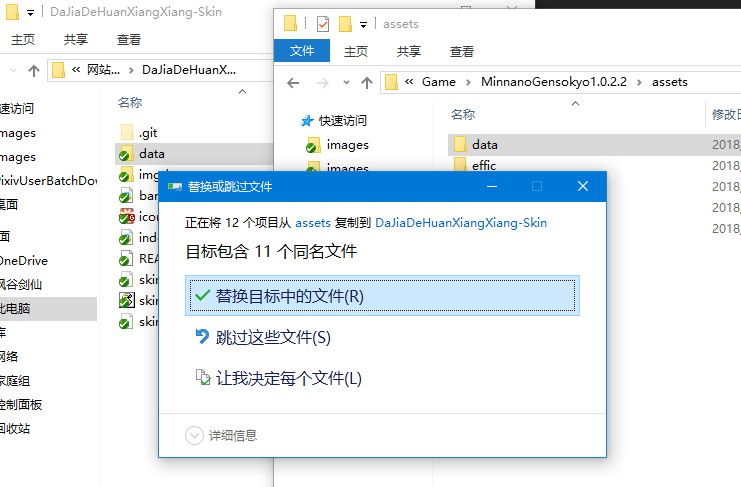 DaJiaDeHuanXiangXiang-Skin
主页 共享 查看
« 网站... › DaJiaDeHuanX...
速访问
mages
mages
PixivUserBatchDow
桌面
面
OneDrive
风谷剑仙
此电脑
库
网络
家庭组
控制面板
回收站
名称
.git
data
img
ban
icon
inde
REA
skin
skin
skin
assets
文件 主页 共享 查看
« Game › MinnanoGensokyo1.0.2.2 › assets
快速访问
images
images
名称
修改日
data
2018
effic
2018
2018
2018
2018
替换或跳过文件
正在将 12 个项目从 assets 复制到 DaJiaDeHuanXiangXiang-Skin
目标包含 11 个同名文件
替换目标中的文件(R)
跳过这些文件(S)
让我决定每个文件(L)
详细信息